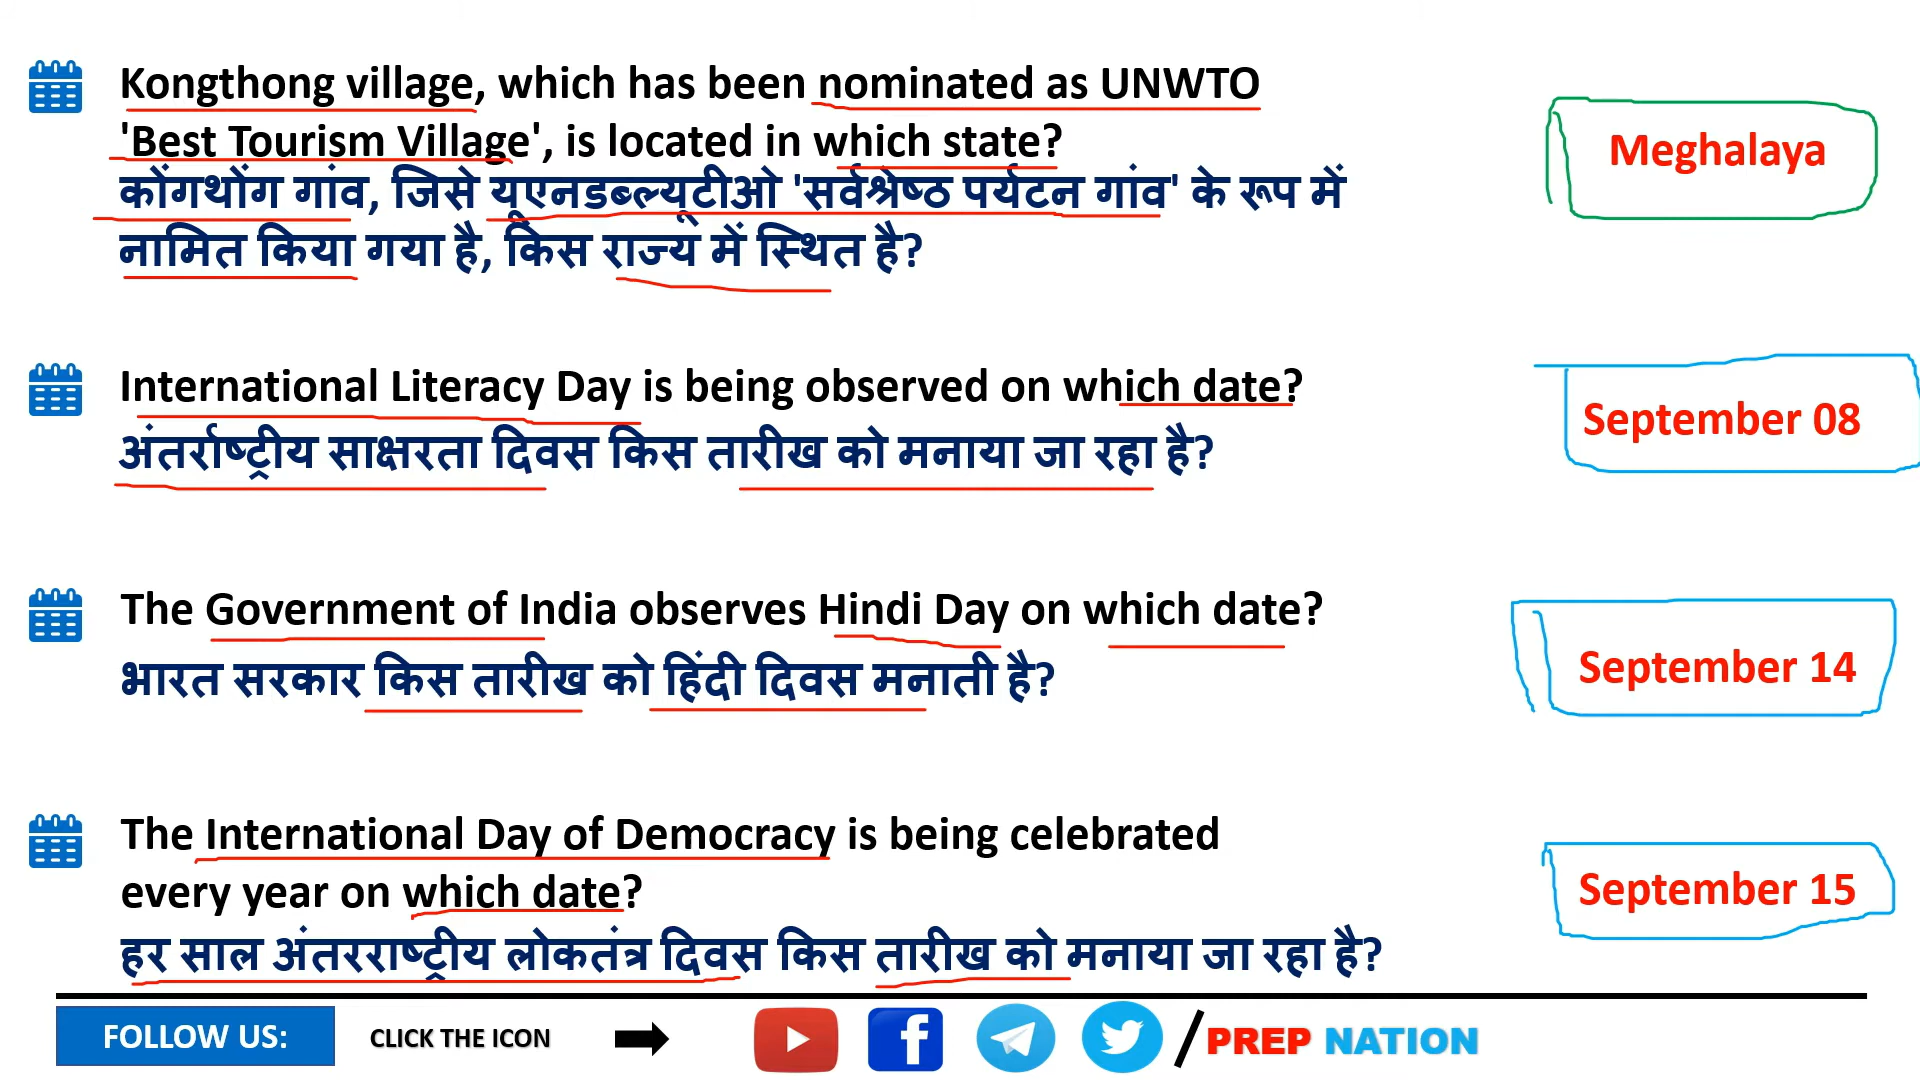 Kongthong village, which has been nominated as UNWTO
'Best Tourism Village', is located in which state?
कोंगथोंग गांव, जिसे यूएनडब्ल्यूटीओ 'सर्वश्रेष्ठ पर्यटन गांव' के रूप में
नामित किया गया है, किस राज्य में स्थित है?
Meghalaya
International Literacy Day is being observed on which date?
अंतर्राष्ट्रीय साक्षरता दिवस किस तारीख को मनाया जा रहा है?
September 08
The Government of India observes Hindi Day on which date?
भारत सरकार किस तारीख को हिंदी दिवस मनाती है?
September 14
The International Day of Democracy is being celebrated
every year on which date?
हर साल अंतरराष्ट्रीय लोकतंत्र दिवस किस तारीख को मनाया जा रहा है?
September 15
FOLLOW US: CLICK THE ICON PREP NATION